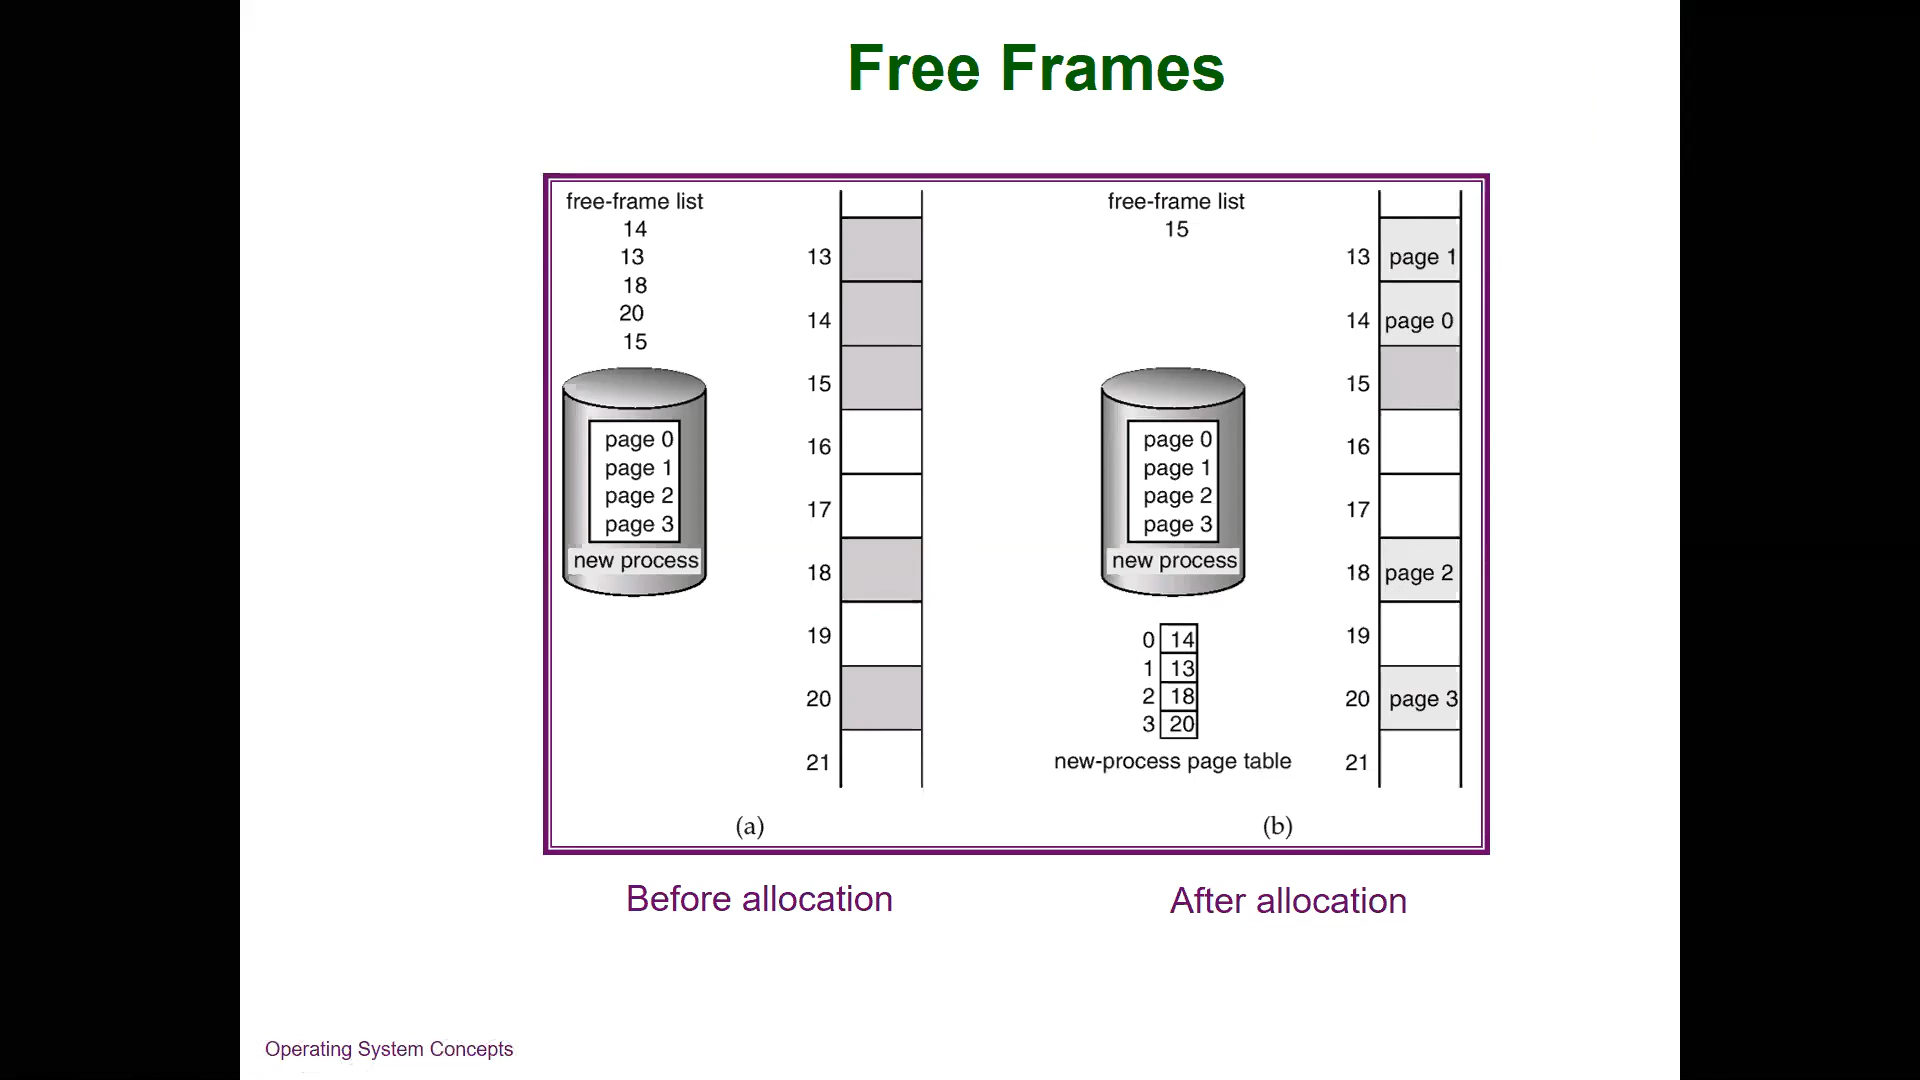 Free Frames
free-frame list
14
13
18
20
15
page 0
page 1
page 2
page 3
new process
13
14
15
16
17
18
19
20
21
(a)
free-frame list
15
page 0
page 1
page 2
page 3
new process
0 14
1 13
2 18
3 20
new-process page table
13 page 1
14 page 0
15
16
17
18 page 2
19
20 page 3
21
(b)
Before allocation
After allocation
Operating System Concepts